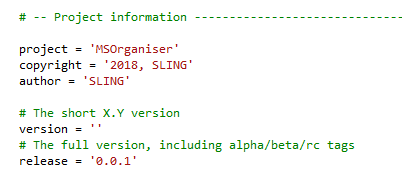 # -- Project information -------------------------------
project = 'MSOrganiser'
copyright = '2018, SLING'
author = 'SLING'
# The short X.Y version
version = ''
# The full version, including alpha/beta/rc tags
release = '0.0.1'